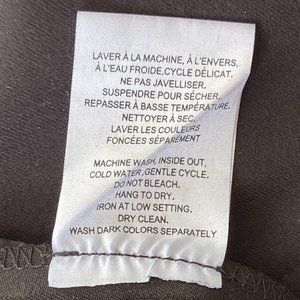 LAVER À LA MACHINE, À L'ENVERS,
À L'EAU FROIDE,CYCLE DÉLICAT.
NE PAS JAVELLISER.
SUSPENDRE POUR SÉCHER.
REPASSER À BASSE TEMPÉRATURE.
NETTOYER À SEC.
LAVER LES COULEURS
FONCÉES SÉPARÉMENT
MACHINE WASH, INSIDE OUT,
COLD WATER, GENTLE CYCLE.
DO NOT BLEACH.
HANG TO DRY.
IRON AT LOW SETTING.
DRY CLEAN.
WASH DARK COLORS SEPARATELY